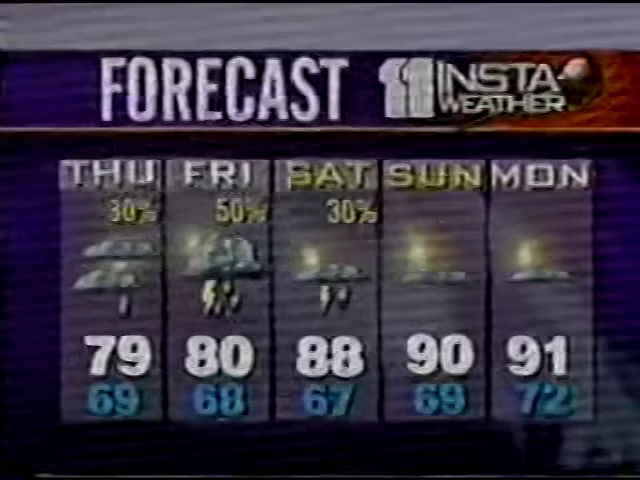 FORECAST 11 INSTA-
WEATHER
THU FRI SAT SUN MON
30% 50% 30%
79 80 88 90 91
69 68 67 69 72